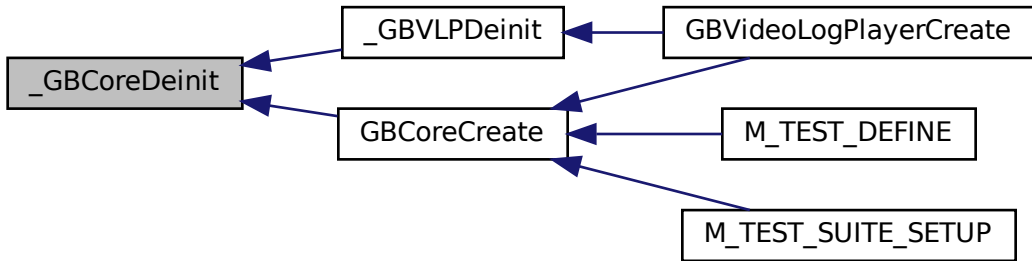 _GBCoreDeinit
_GBVLPDeinit
GBVideoLogPlayerCreate
GBCoreCreate
M_TEST_DEFINE
M_TEST_SUITE_SETUP